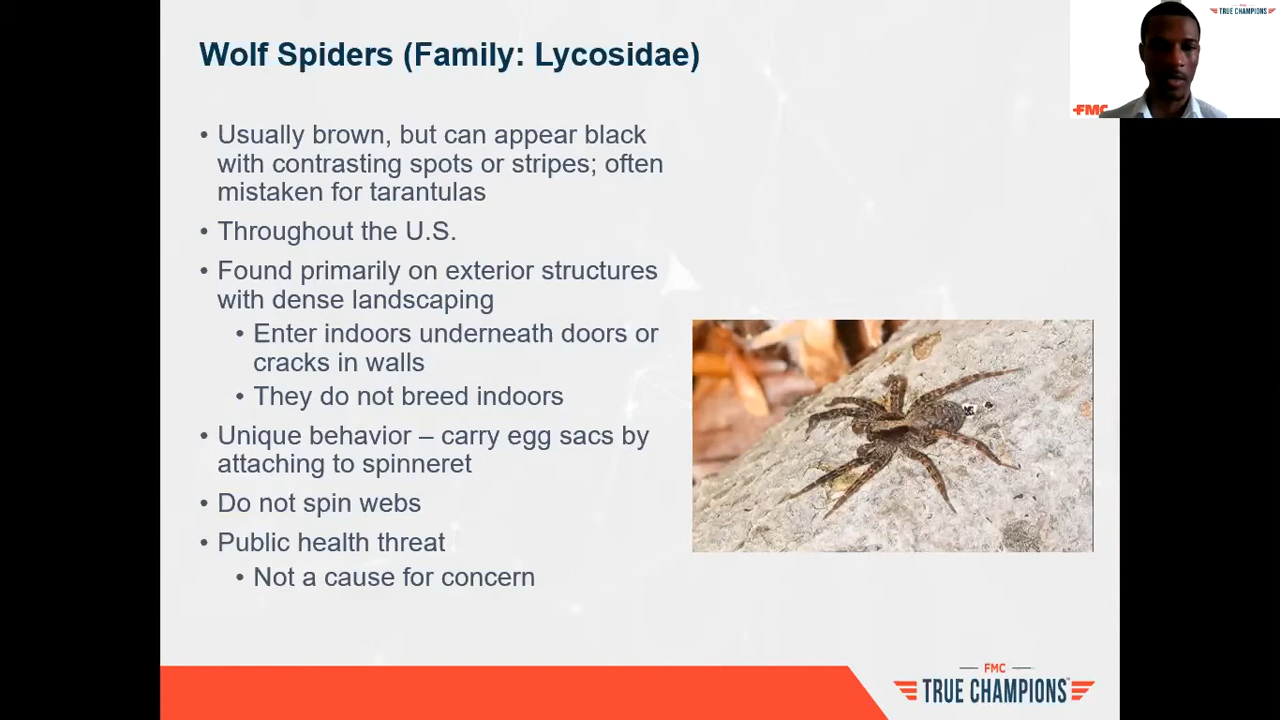 Wolf Spiders (Family: Lycosidae)
• Usually brown, but can appear black
with contrasting spots or stripes; often
mistaken for tarantulas
• Throughout the U.S.
• Found primarily on exterior structures
with dense landscaping
• Enter indoors underneath doors or
cracks in walls
• They do not breed indoors
• Unique behavior – carry egg sacs by
attaching to spinneret
• Do not spin webs
• Public health threat
• Not a cause for concern
FMC
TRUE CHAMPIONS™
TRUE CHAMPIONS
FMC